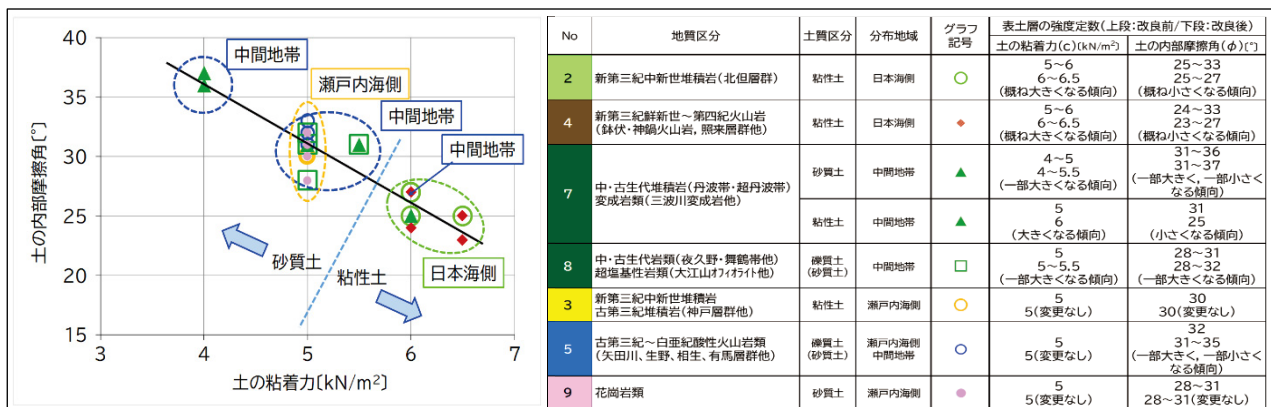 40
35
30
25
20
15
3
4
5
6
7
土の内部摩擦角[°]
土の粘着力[kN/m²]
中間地帯
瀬戸内海側
中間地帯
中間地帯
日本海側
砂質土
粘性土
No 地質区分 土質区分 分布地域 グラフ記号 表土層の強度定数(上段:改良前/下段:改良後)
土の粘着力(c)(kN/m²) 土の内部摩擦角(φ)[°]
2 新第三紀中新世堆積岩(北但層群) 粘性土 日本海側
5~6
6~6.5
(概ね大きくなる傾向)
25~33
25~27
(概ね小さくなる傾向)
4 新第三紀鮮新世~第四紀火山岩
(鉢伏・神鍋火山岩,照来層群他)
粘性土 日本海側
5~6
6~6.5
(概ね大きくなる傾向)
24~33
23~27
(概ね小さくなる傾向)
7 中・古生代堆積岩(丹波帯・超丹波帯)
変成岩類(三波川変成岩他)
砂質土 中間地帯
4~5
4~5.5
(一部大きくなる傾向)
31~36
31~37
(一部大きく,一部小さく
なる傾向)
粘性土 中間地帯
5
6
(大きくなる傾向)
31
25
(小さくなる傾向)
8 中・古生代岩類(夜久野・舞鶴帯他)
超塩基性岩類(大江山オフィオライト他)
礫質土
(砂質土)
中間地帯
5
5~5.5
(一部大きくなる傾向)
28~31
28~32
(一部大きくなる傾向)
3 新第三紀中新世堆積岩
古第三紀堆積岩(神戸層群他)
粘性土 瀬戸内海側
5
5(変更なし)
30
30(変更なし)
5 古第三紀~白亜紀酸性火山岩類
(矢田川、生野、相生、有馬層群他)
礫質土
(砂質土)
瀬戸内海側
中間地帯
5
5(変更なし)
32
31~35
(一部大きく,一部小さく
なる傾向)
9 花崗岩類 砂質土 瀬戸内海側
5
5(変更なし)
28~31
28~31(変更なし)